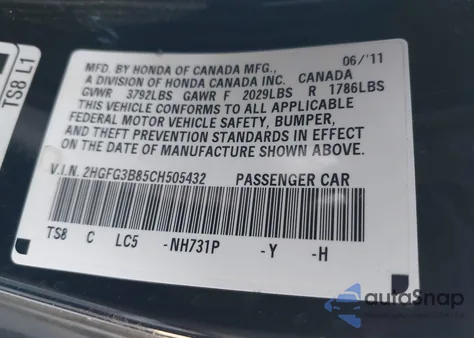 TS8 L1
MFD. BY HONDA OF CANADA MFG., 06/'11
A DIVISION OF HONDA CANADA INC. CANADA
GVWR 3792LBS GAWR F 2029LBS R 1786LBS
THIS VEHICLE CONFORMS TO ALL APPLICABLE
FEDERAL MOTOR VEHICLE SAFETY, BUMPER,
AND THEFT PREVENTION STANDARDS IN EFFECT
ON THE DATE OF MANUFACTURE SHOWN ABOVE.
V.I.N. 2HGFG3B85CH505432 PASSENGER CAR
TS8 C LC5 -NH731P -Y -H
autoSnap